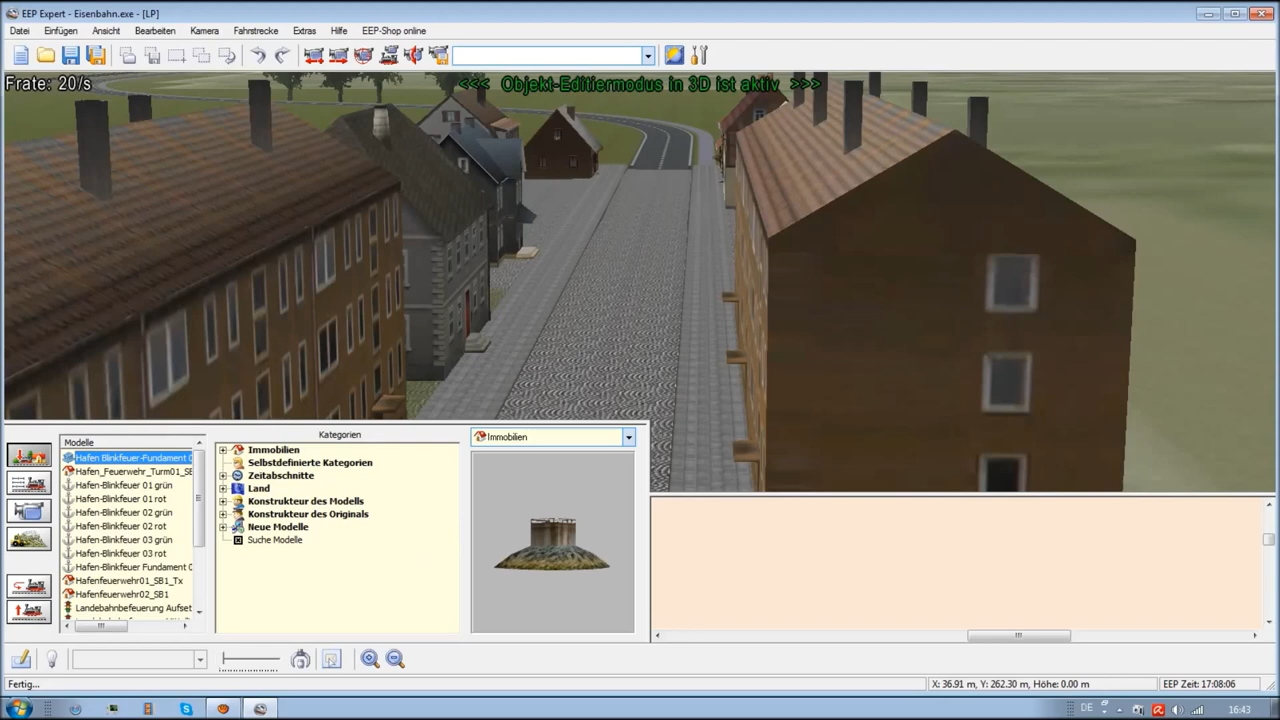 EEP Expert - Eisenbahn.exe - [LP]
Datei Einfügen Ansicht Bearbeiten Kamera Fahrstrecke Extras Hilfe EEP-Shop online
Frate: 20/s
<<< Objekt-Editiermodus in 3D ist aktiv >>>
Modelle
Hafen Blinkfeuer-Fundament 0
Hafen_Feuerwehr_Turm01_SE
Hafen-Blinkfeuer 01 grün
Hafen-Blinkfeuer 01 rot
Hafen-Blinkfeuer 02 grün
Hafen-Blinkfeuer 02 rot
Hafen-Blinkfeuer 03 grün
Hafen-Blinkfeuer 03 rot
Hafen-Blinkfeuer Fundament 0
Hafenfeuerwehr01_SB1_Tx
Hafenfeuerwehr02_SB1
Landebahnbefeuerung Aufset
Kategorien
Immobilien
Selbstdefinierte Kategorien
Zeitabschnitte
Land
Konstrukteur des Modells
Konstrukteur des Originals
Neue Modelle
Suche Modelle
Immobilien
Fertig...
X: 36.91 m, Y: 262.30 m, Höhe: 0.00 m
EEP Zeit: 17:08:06
DE
16:43